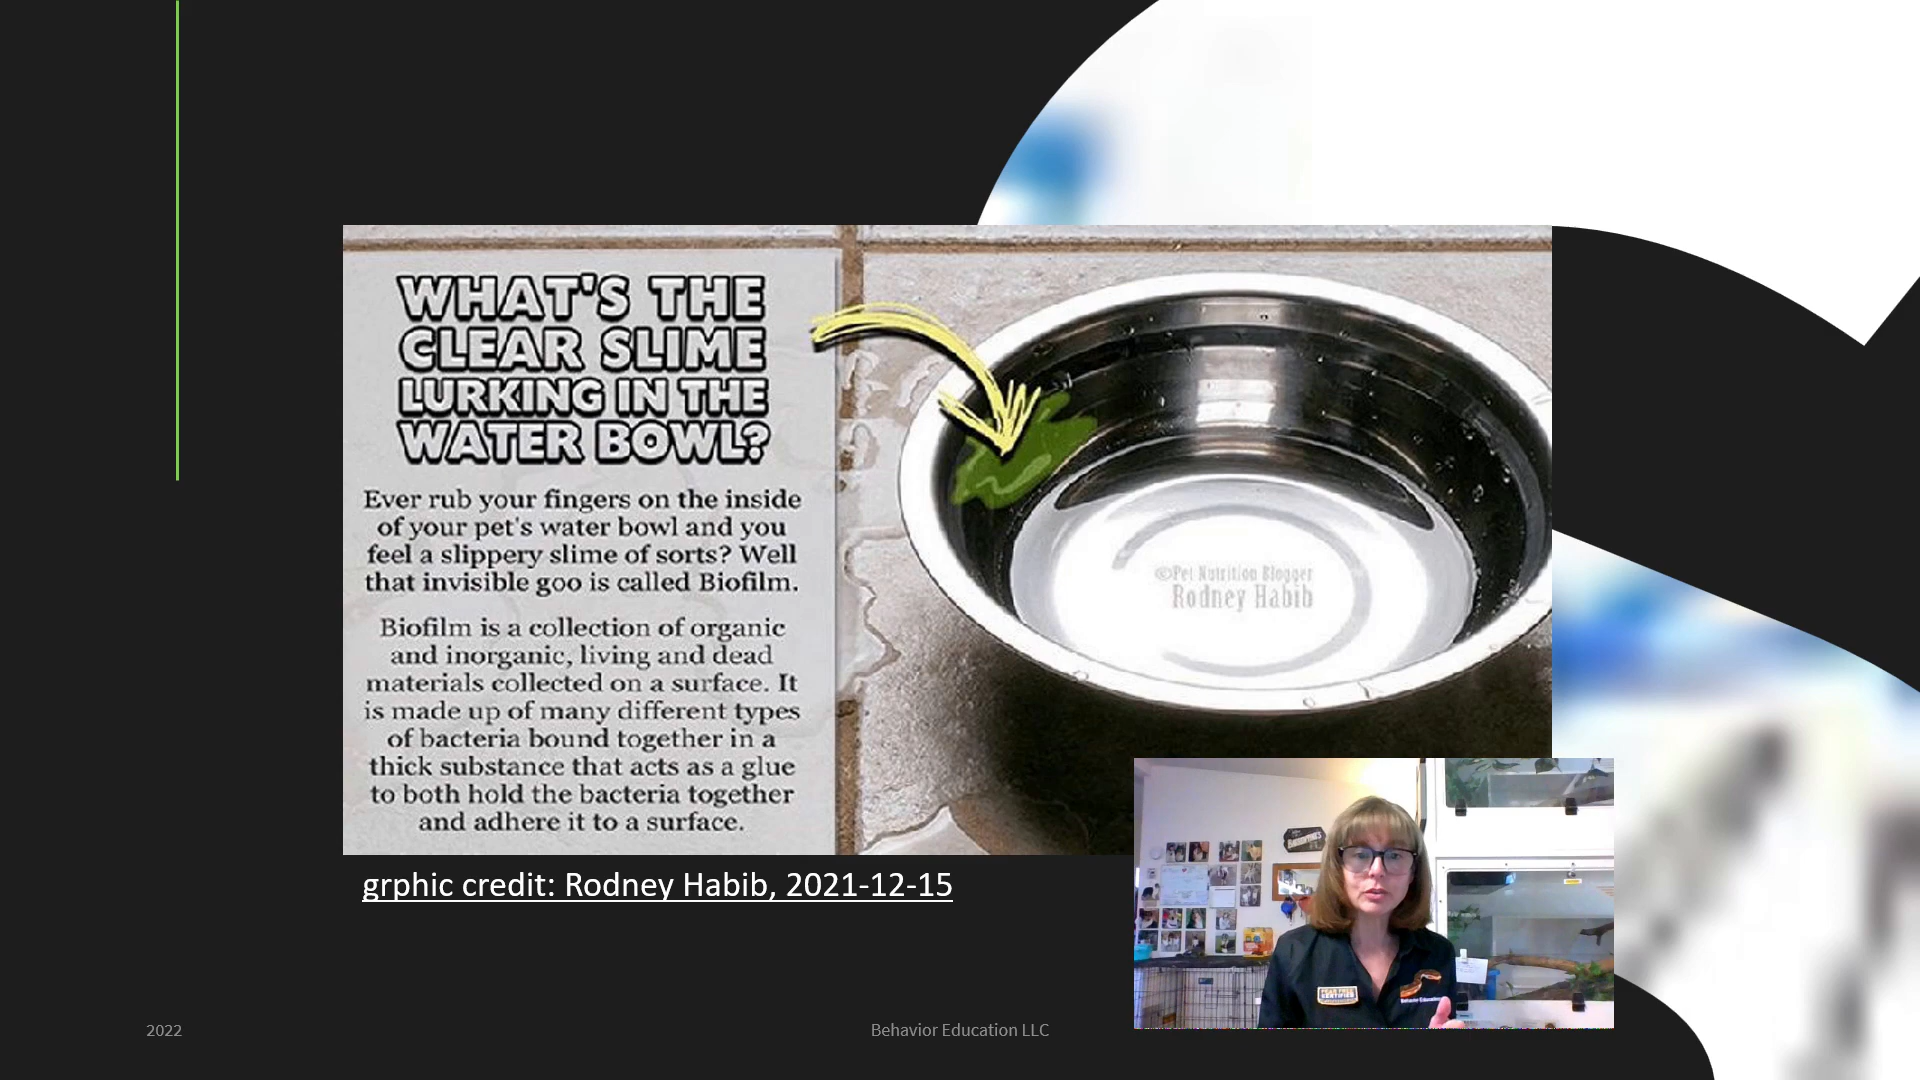 WHAT'S THE
CLEAR SLIME
LURKING IN THE
WATER BOWL?
Ever rub your fingers on the inside
of your pet's water bowl and you
feel a slippery slime of sorts? Well
that invisible goo is called Biofilm.
Biofilm is a collection of organic
and inorganic, living and dead
materials collected on a surface. It
is made up of many different types
of bacteria bound together in a
thick substance that acts as a glue
to both hold the bacteria together
and adhere it to a surface.
©Pet Nutrition Blogger
Rodney Habib
grphic credit: Rodney Habib, 2021-12-15
FEAR FREE
CERTIFIED
Behavior Education
2022
Behavior Education LLC